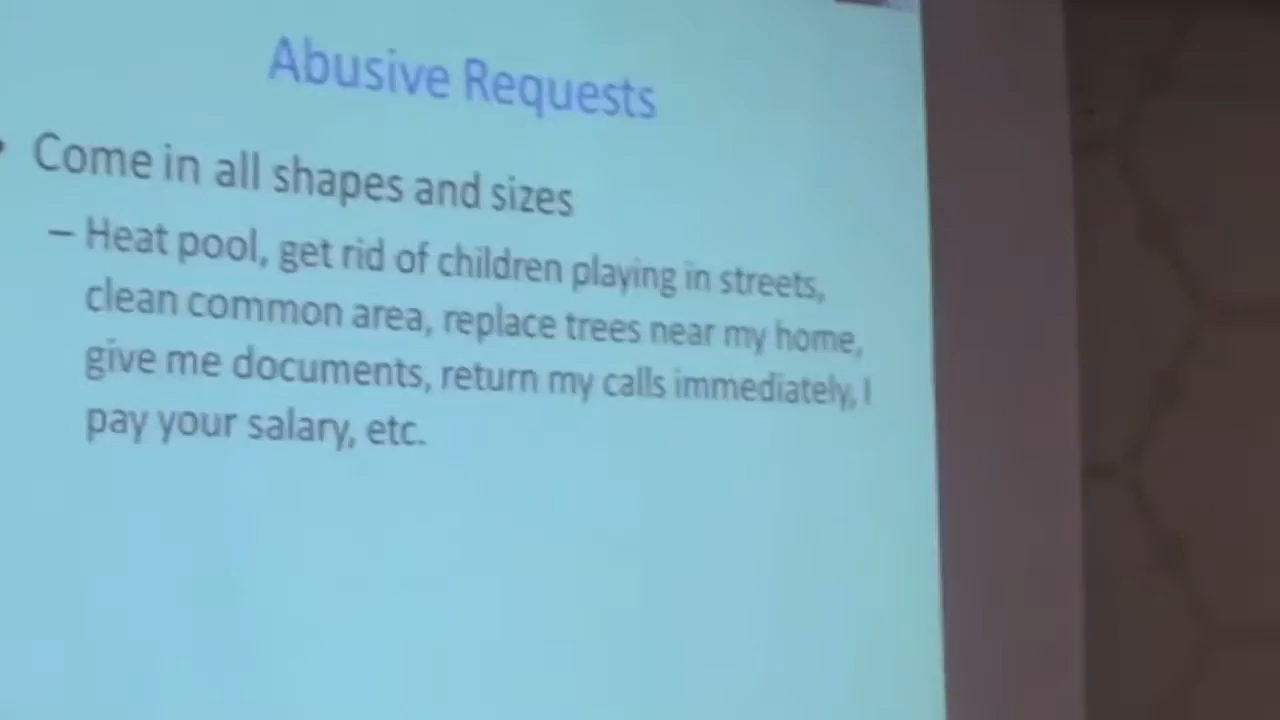 Abusive Requests
• Come in all shapes and sizes
– Heat pool, get rid of children playing in streets,
clean common area, replace trees near my home,
give me documents, return my calls immediately, I
pay your salary, etc.